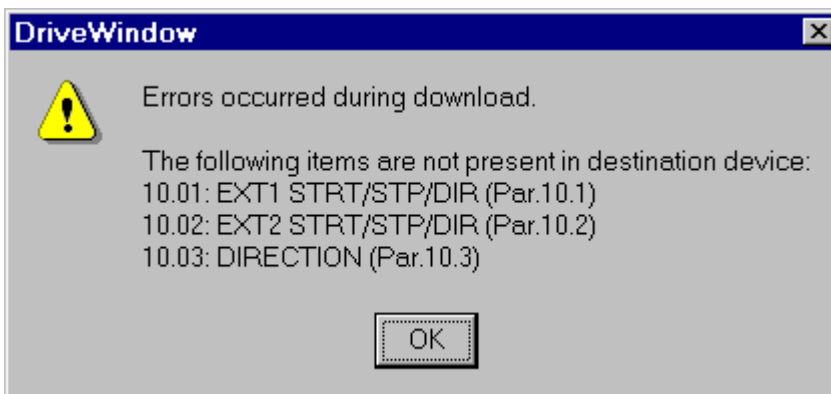 DriveWindow
Errors occurred during download.
The following items are not present in destination device:
10.01: EXT1 STRT/STP/DIR (Par.10.1)
10.02: EXT2 STRT/STP/DIR (Par.10.2)
10.03: DIRECTION (Par.10.3)
OK